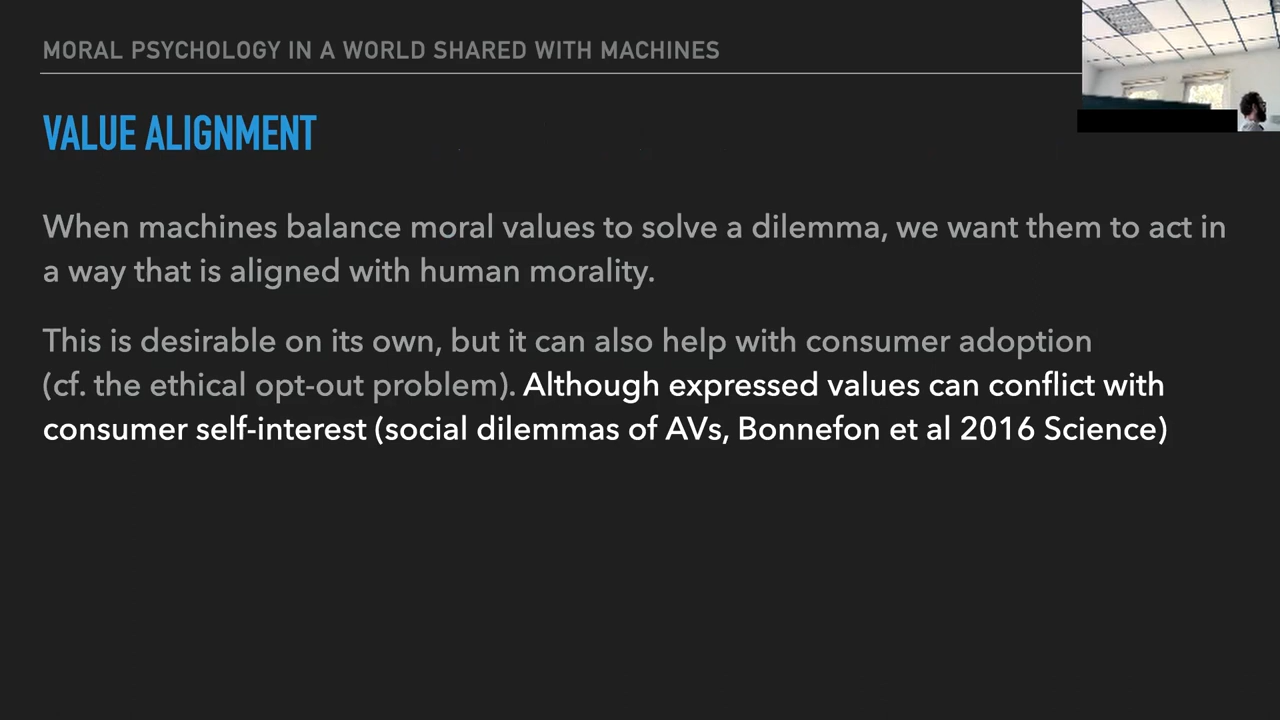 MORAL PSYCHOLOGY IN A WORLD SHARED WITH MACHINES
VALUE ALIGNMENT
When machines balance moral values to solve a dilemma, we want them to act in
a way that is aligned with human morality.
This is desirable on its own, but it can also help with consumer adoption
(cf. the ethical opt-out problem). Although expressed values can conflict with
consumer self-interest (social dilemmas of AVs, Bonnefon et al 2016 Science)